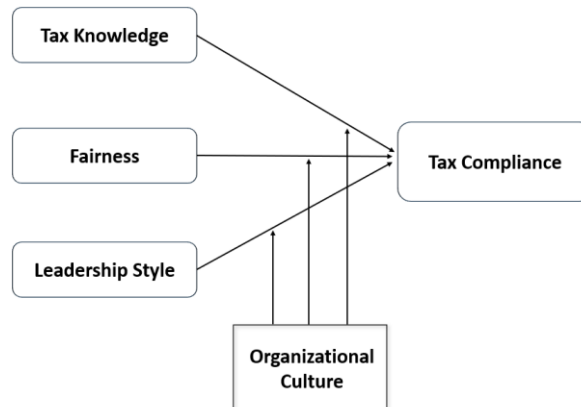 Tax Knowledge
Fairness
Tax Compliance
Leadership Style
Organizational
Culture